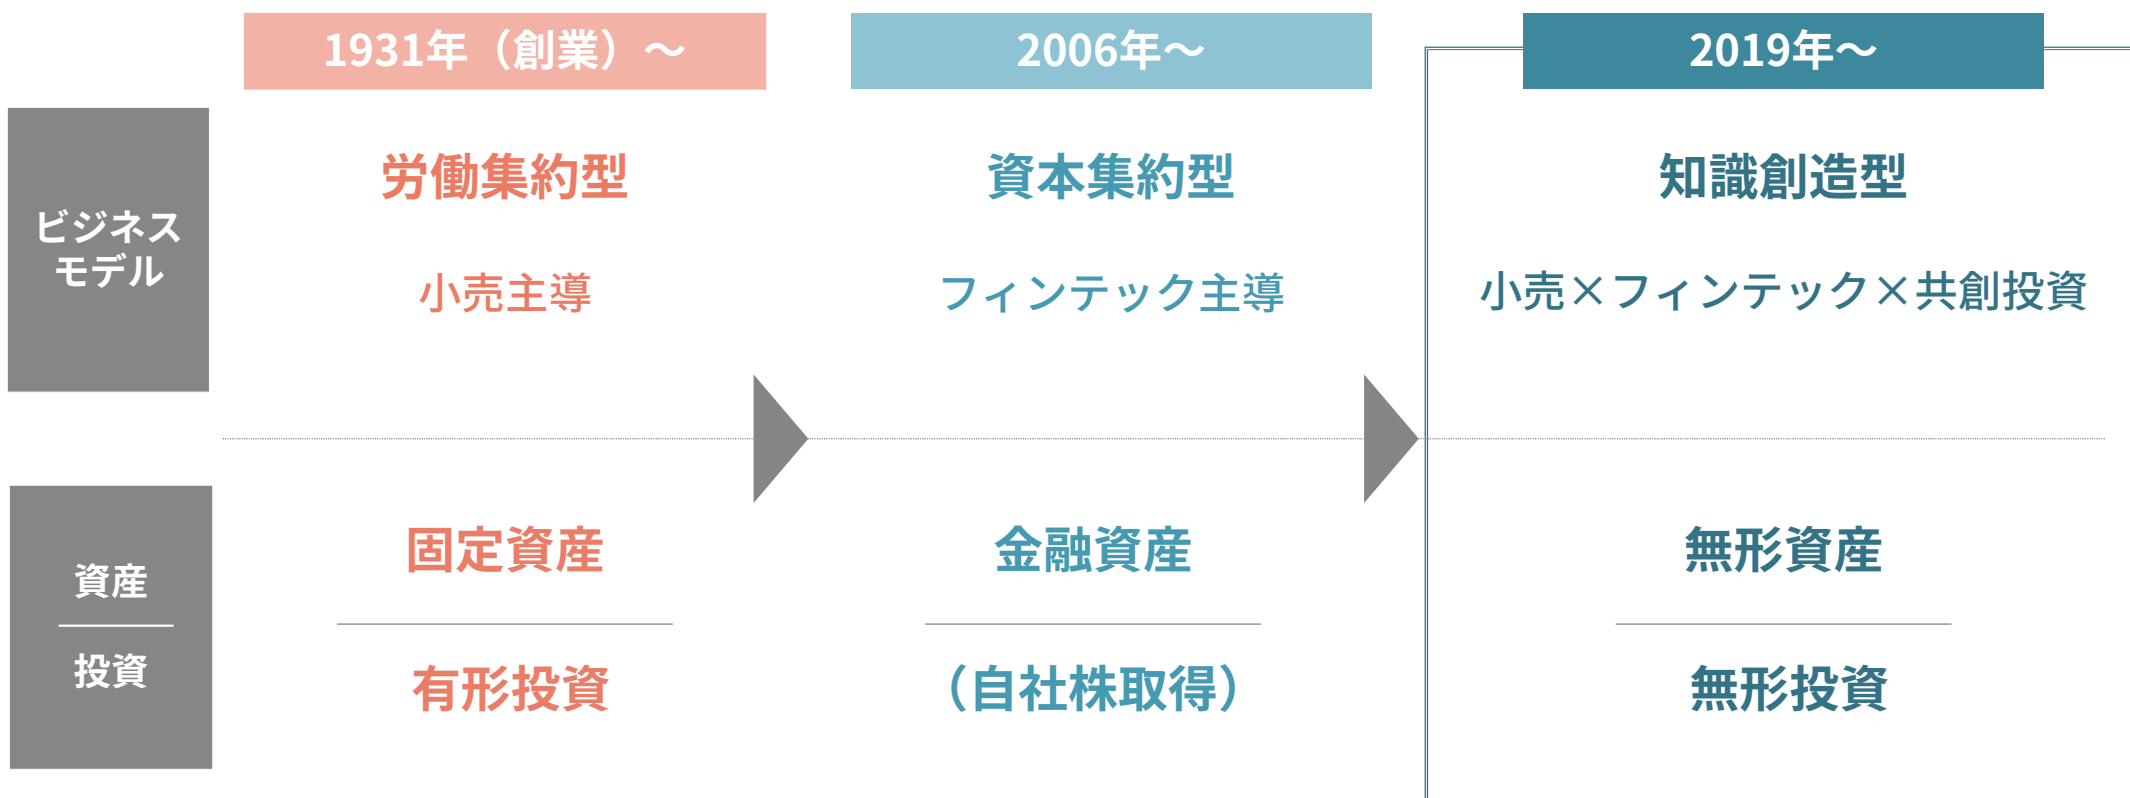 1931年（創業）～
2006年～
2019年～
ビジネス
モデル
労働集約型
資本集約型
知識創造型
小売主導
フィンテック主導
小売×フィンテック×共創投資
資産
投資
固定資産
金融資産
無形資産
有形投資
（自社株取得）
無形投資